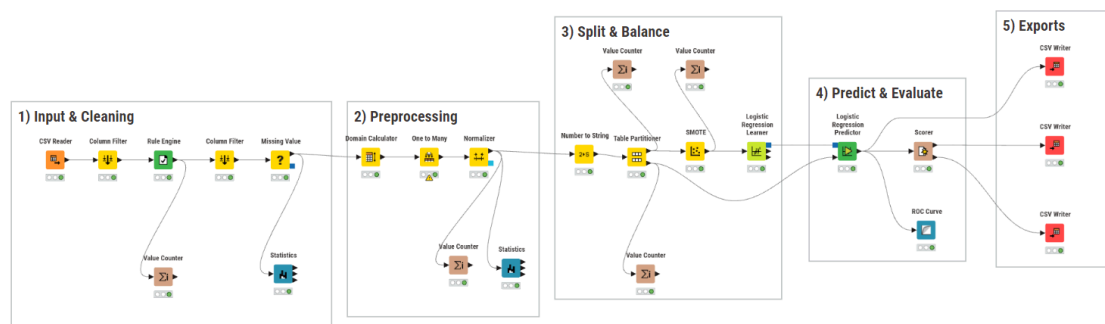 1) Input & Cleaning
CSV Reader
Column Filter
Rule Engine
Column Filter
Missing Value
Value Counter
Statistics
2) Preprocessing
Domain Calculator
One to Many
Normalizer
Value Counter
Statistics
3) Split & Balance
Value Counter
Value Counter
Number to String
Table Partitioner
SMOTE
Logistic
Regression
Learner
Value Counter
4) Predict & Evaluate
Logistic
Regression
Predictor
Scorer
ROC Curve
5) Exports
CSV Writer
CSV Writer
CSV Writer